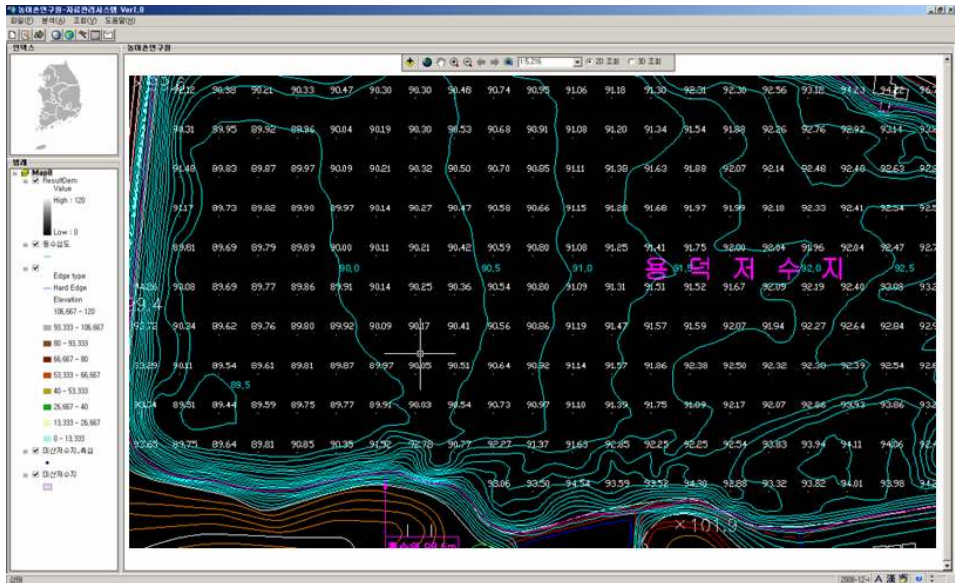 농어촌연구원-자료관리시스템 Ver1.0
파일(F) 분석(A) 조회(V) 도움말(H)
인덱스
농어촌연구원
1:5,216 2D 조회 3D 조회
범례
Map8
ResultDem
Value
High : 120
Low : 0
등수심도
Edge type
Hard Edge
Elevation
106,667 - 120
93,333 - 106,667
80 - 93,333
66,667 - 80
53,333 - 66,667
40 - 53,333
26,667 - 40
13,333 - 26,667
0 - 13,333
미산저수지
90.38 90.21 90.33 90.47 90.30 90.30 90.48 90.74 90.95 91.06 91.18 91.30 92.31 92.30 92.56 93.18
89.95 89.92 89.96 90.04 90.19 90.30 90.53 90.68 90.91 91.08 91.20 91.34 91.54 91.88 92.26 92.76 92.92 93.14
91.48 89.83 89.87 89.97 90.09 90.21 90.32 90.50 90.70 90.85 91.11 91.38 91.63 91.88 92.07 92.14 92.48 92.40 92.63
91.17 89.73 89.82 89.90 89.97 90.14 90.27 90.47 90.58 90.66 91.15 91.28 91.68 91.97 91.99 92.18 92.33 92.41 92.54
89.81 89.69 89.79 89.89 90.00 90.11 90.21 90.42 90.59 90.80 91.08 91.25 91.41 91.75 92.00 92.04 91.96 92.04 92.47
90.0 90.5 91.0 91.5 92.0 92.5
용덕저수지
90.08 89.69 89.77 89.86 89.91 90.14 90.25 90.36 90.54 90.80 91.09 91.31 91.51 91.52 91.67 92.05 92.19 92.40 93.03
90.34 89.62 89.76 89.80 89.92 90.09 90.17 90.41 90.56 90.86 91.19 91.47 91.57 91.59 92.07 91.94 92.27 92.64 92.84
93.29 90.11 89.54 89.61 89.81 89.87 89.97 90.05 90.51 90.64 90.92 91.14 91.57 91.86 92.38 92.50 92.32 92.38 92.39 92.54
89.5
89.51 89.44 89.59 89.75 89.77 89.91 90.03 90.54 90.73 90.97 91.10 91.39 91.75 91.09 92.17 92.07 92.86 93.93 93.86
93.65 89.75 89.64 89.81 90.85 90.35 91.52 92.78 90.77 92.27 91.37 91.63 92.85 92.25 92.25 92.54 93.83 93.94 94.11 94.06
93.06 93.50 94.54 93.59 93.52 94.30 92.88 93.32 93.82 94.01 93.98
×101.9